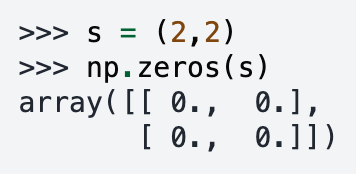 >>> s = (2,2)
>>> np.zeros(s)
array([[ 0.,  0.],
       [ 0.,  0.]])